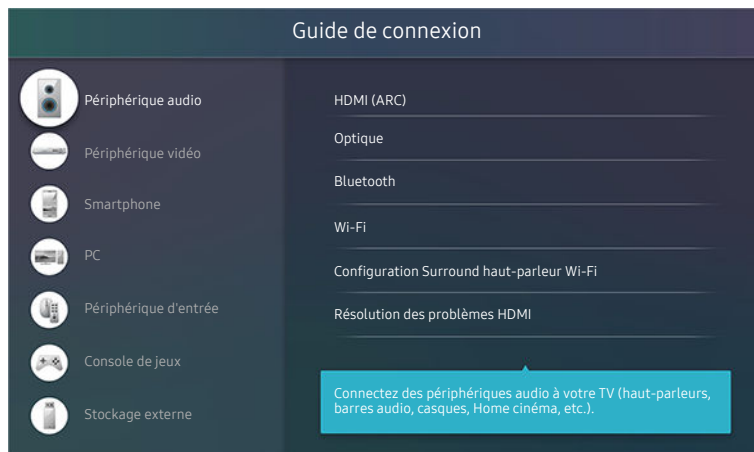 Guide de connexion
Périphérique audio
Périphérique vidéo
Smartphone
PC
Périphérique d'entrée
Console de jeux
Stockage externe
HDMI (ARC)
Optique
Bluetooth
Wi-Fi
Configuration Surround haut-parleur Wi-Fi
Résolution des problèmes HDMI
Connectez des périphériques audio à votre TV (haut-parleurs,
barres audio, casques, Home cinéma, etc.).